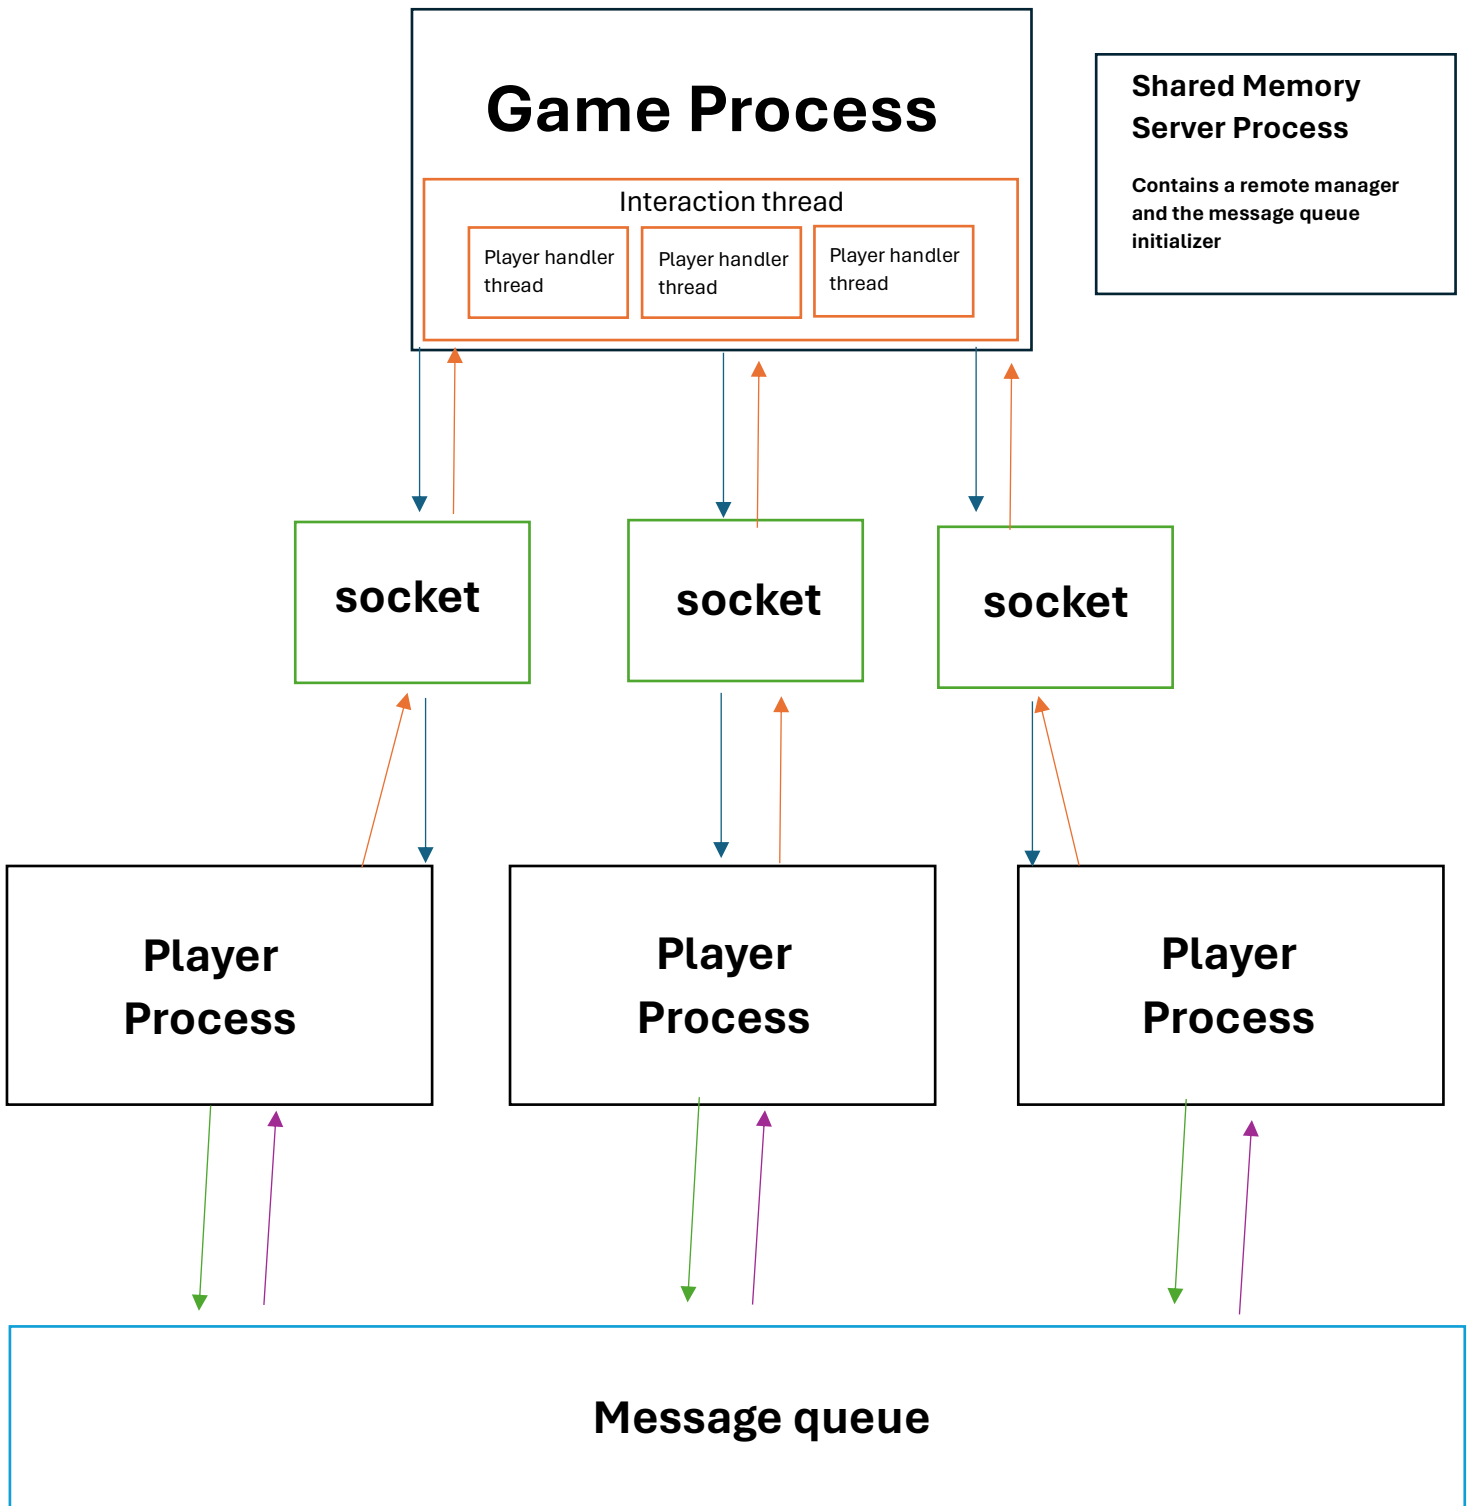 Game Process
Interaction thread
Player handler
thread
Player handler
thread
Player handler
thread
Shared Memory
Server Process
Contains a remote manager
and the message queue
initializer
socket
socket
socket
Player
Process
Player
Process
Player
Process
Message queue